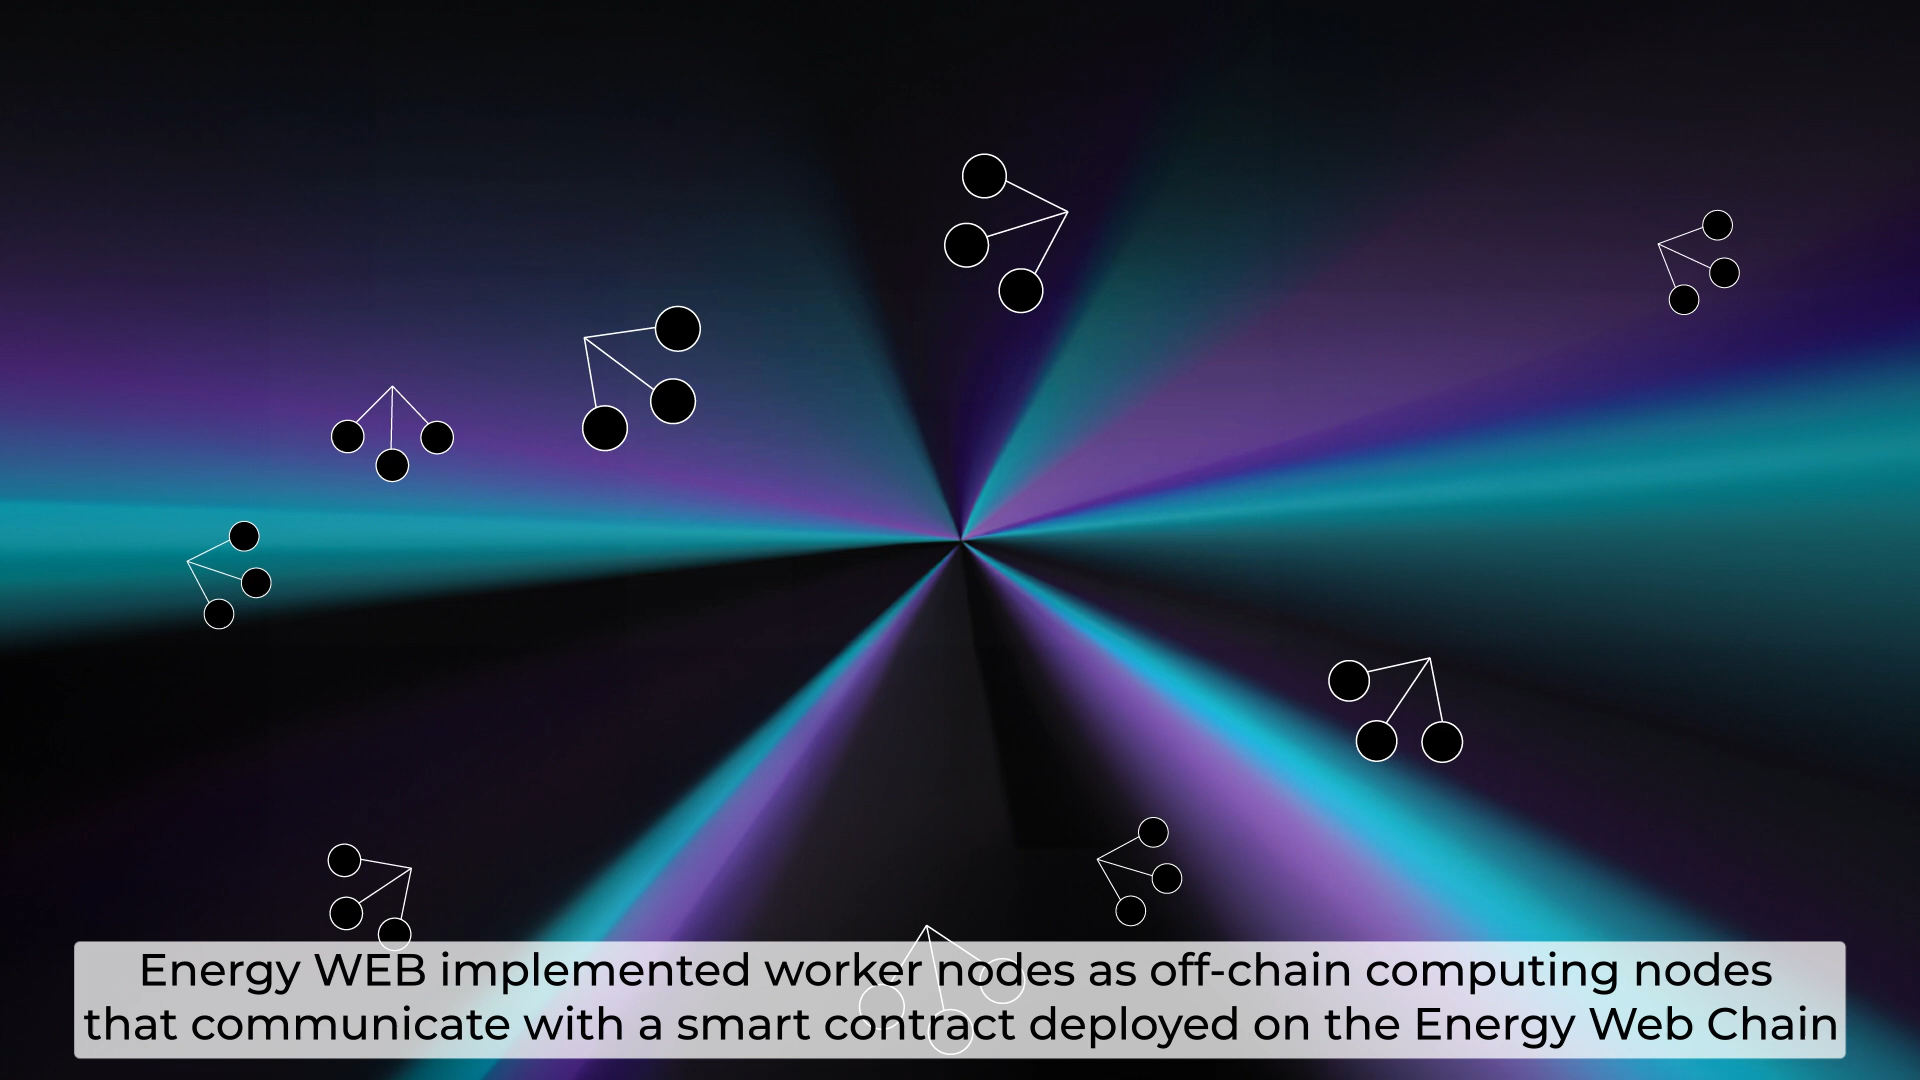 Energy WEB implemented worker nodes as off-chain computing nodes
that communicate with a smart contract deployed on the Energy Web Chain